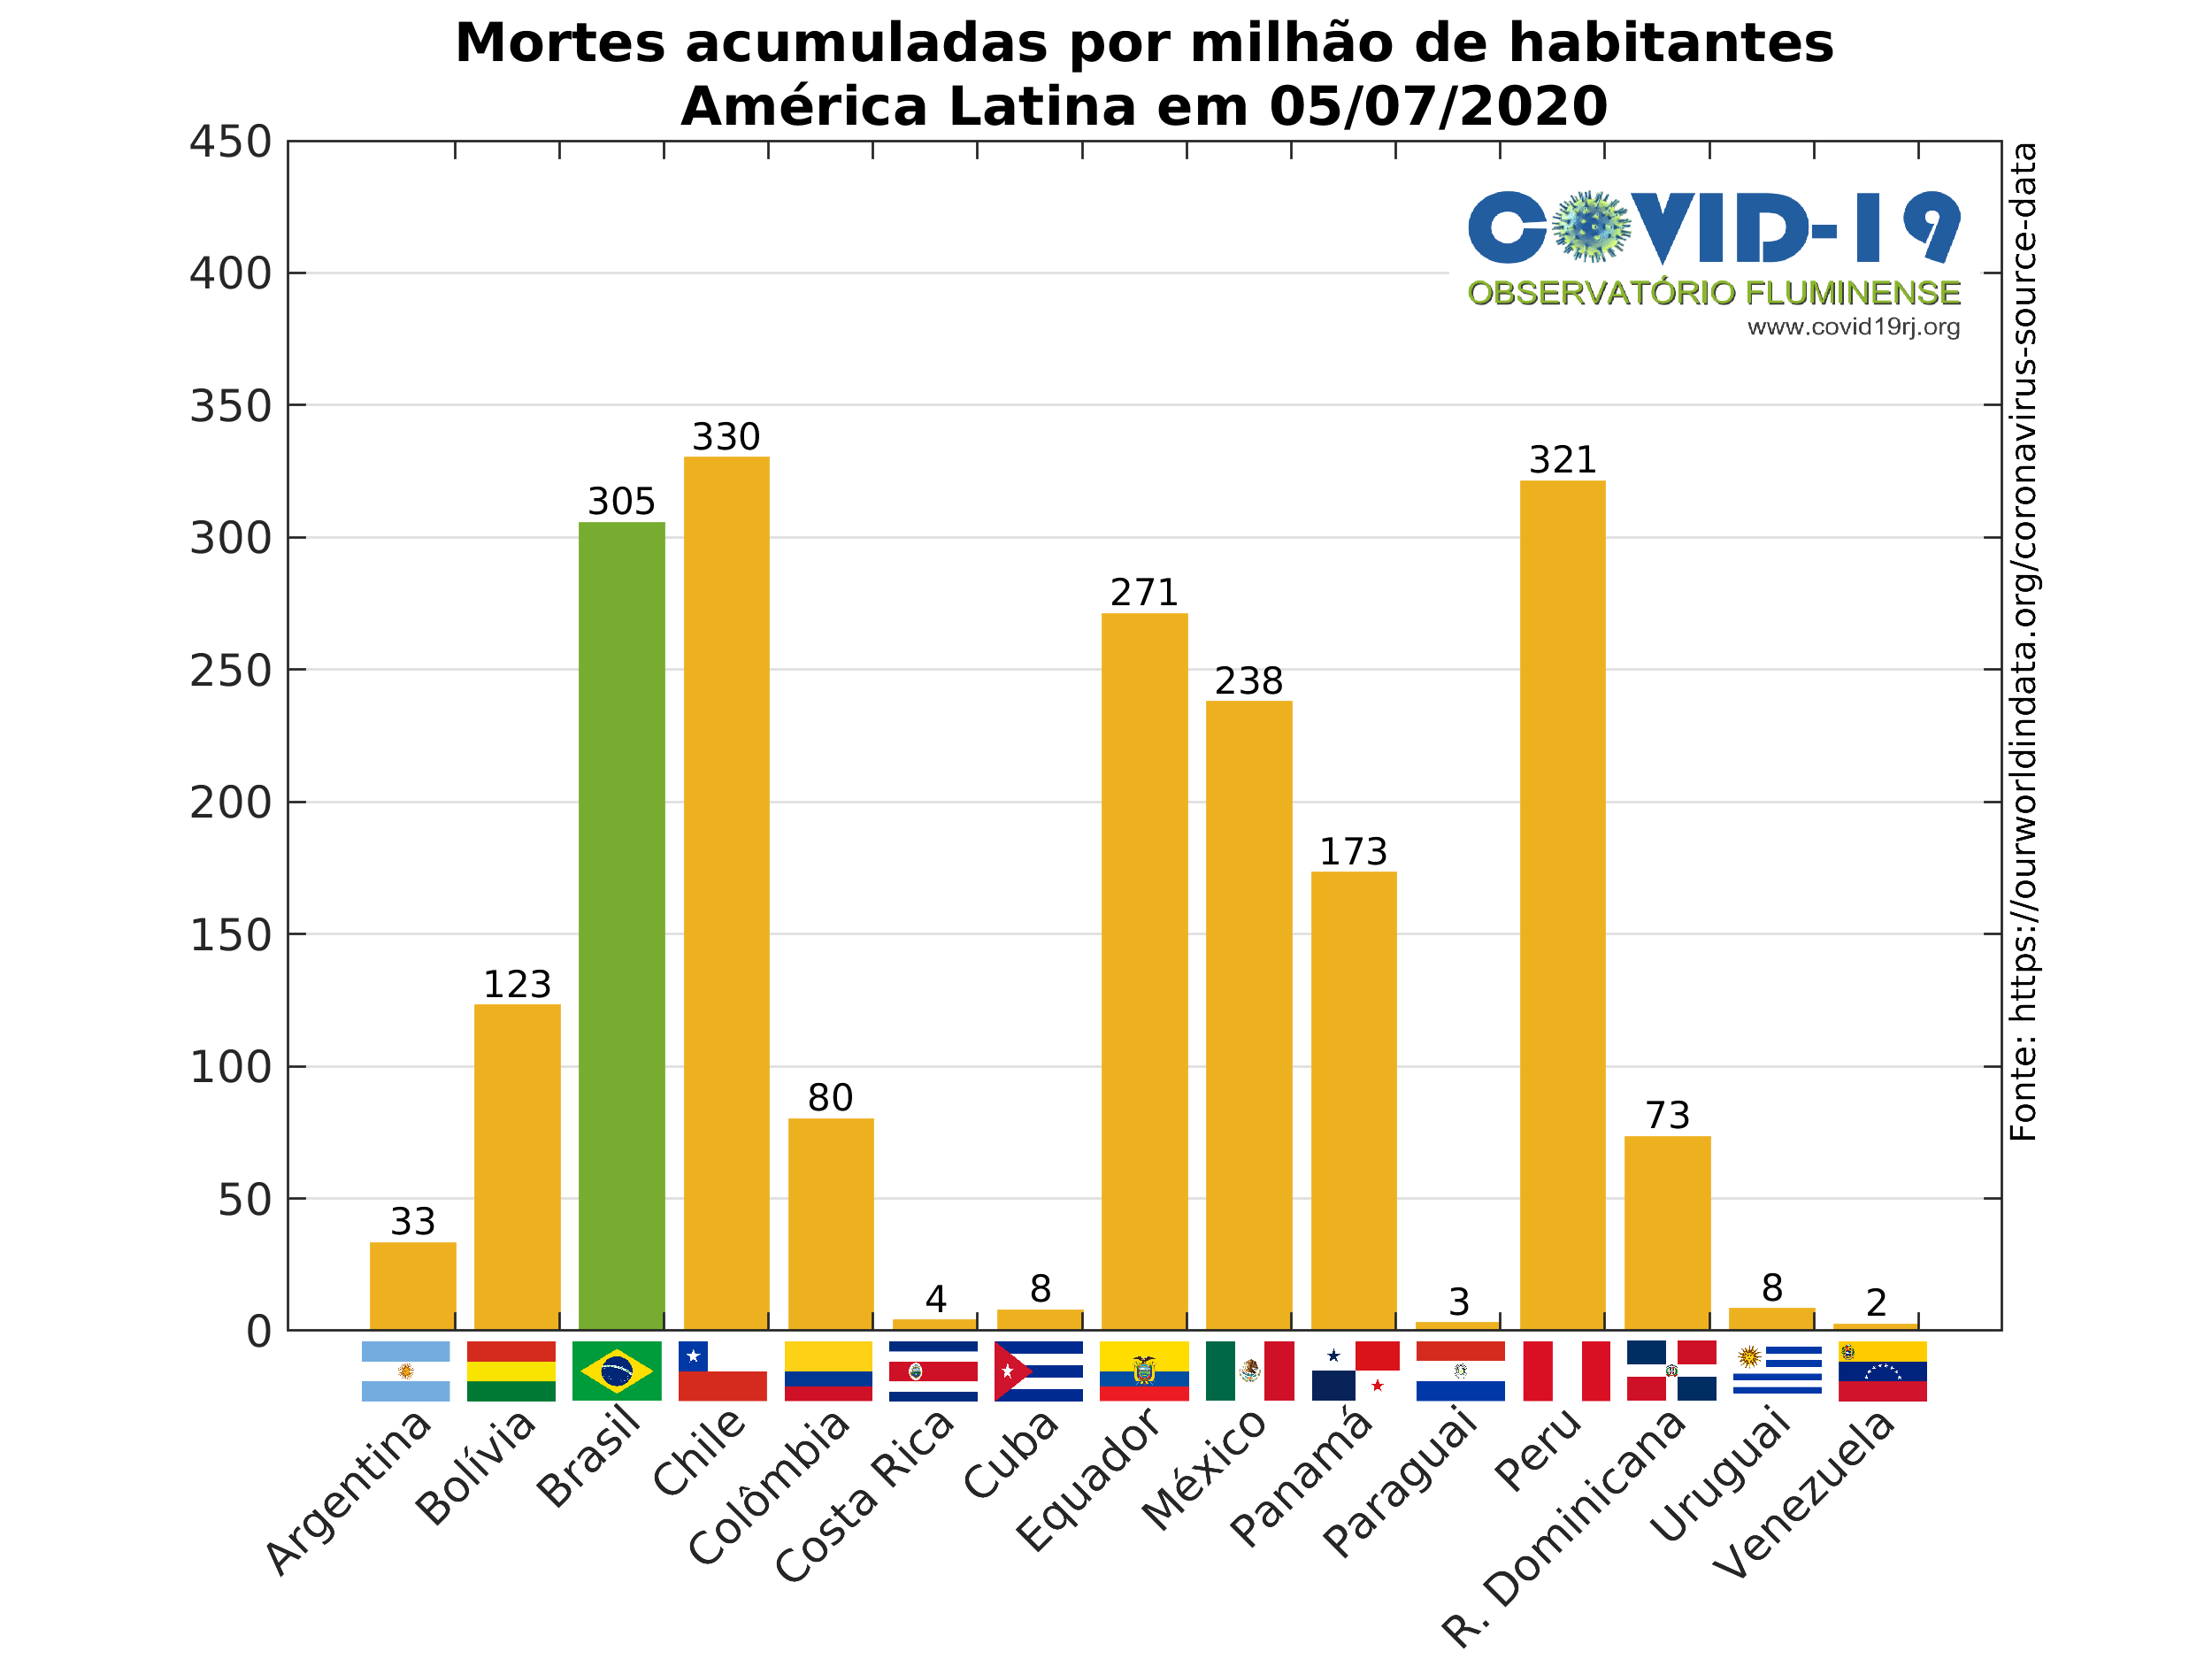 Mortes acumuladas por milhão de habitantes
América Latina em 05/07/2020
450
400
350
300
250
200
150
100
50
0
COVID-19
OBSERVATÓRIO FLUMINENSE
www.covid19rj.org
Fonte: https://ourworldindata.org/coronavirus-source-data
33
123
305
330
80
4
8
271
238
173
3
321
73
8
2
Argentina
Bolívia
Brasil
Chile
Colômbia
Costa Rica
Cuba
Equador
México
Panamá
Paraguai
Peru
R. Dominicana
Uruguai
Venezuela